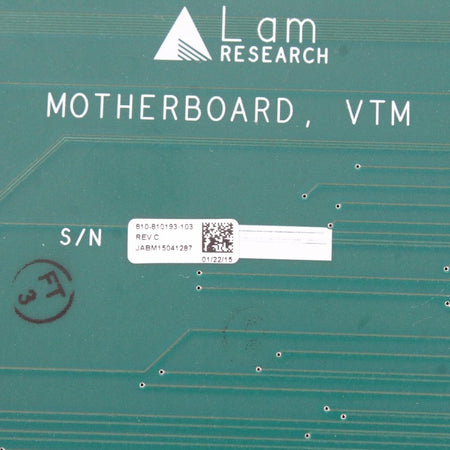 Lam
RESEARCH
MOTHERBOARD, VTM
S/N
810-810193-103
REV C
JABM15041287
01/22/15
FT
3